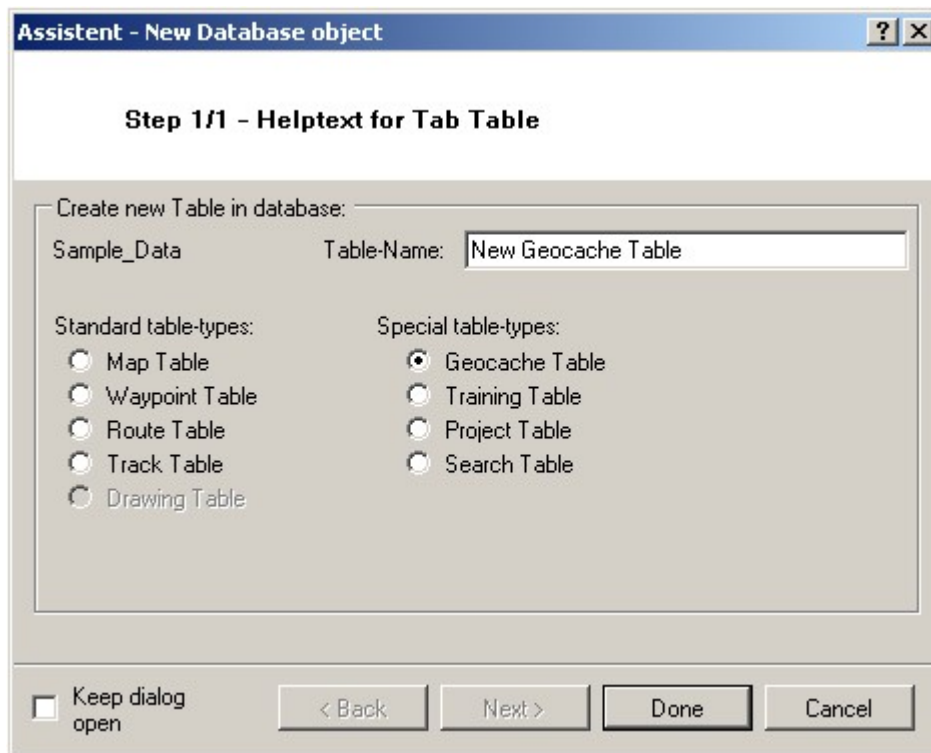 Assistent - New Database object
Step 1/1 - Helptext for Tab Table
Create new Table in database:
Sample_Data Table-Name: New Geocache Table
Standard table-types: Special table-types:
Map Table Geocache Table
Waypoint Table Training Table
Route Table Project Table
Track Table Search Table
Drawing Table
Keep dialog
open
< Back Next > Done Cancel